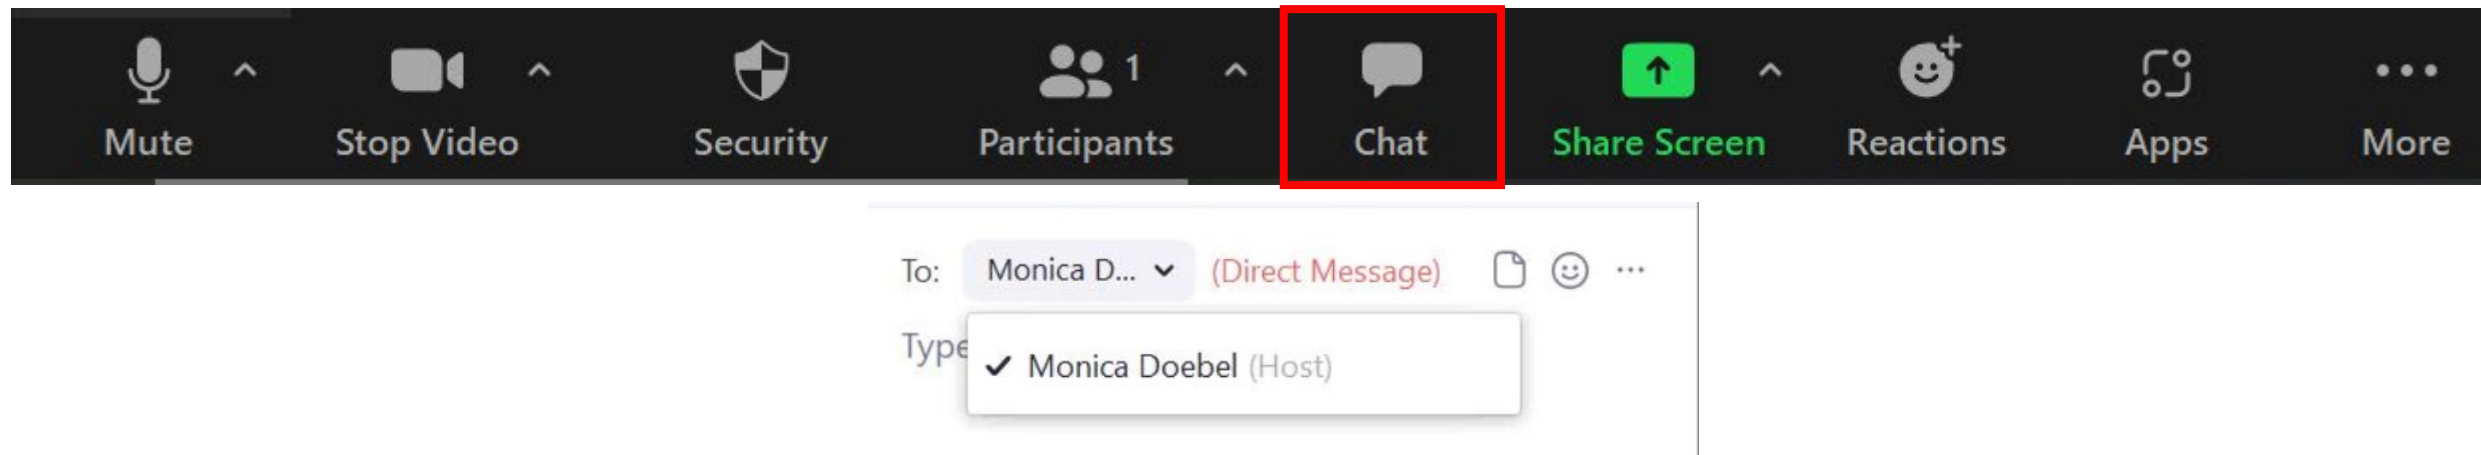 1
Mute Stop Video Security Participants Chat Share Screen Reactions Apps More
To: Monica D... (Direct Message) ...
Type
Monica Doebel (Host)